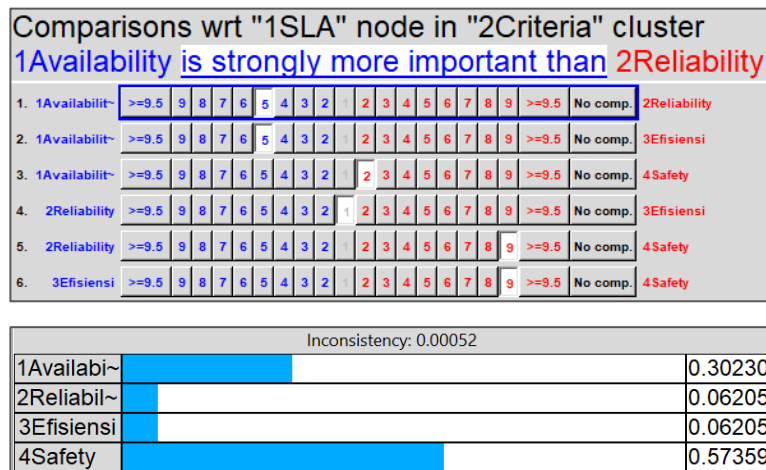 Comparisons wrt "1SLA" node in "2Criteria" cluster
1Availability is strongly more important than 2Reliability
1. 1Availabilit~ >=9.5 9 8 7 6 5 4 3 2 1 2 3 4 5 6 7 8 9 >=9.5 No comp. 2Reliability
2. 1Availabilit~ >=9.5 9 8 7 6 5 4 3 2 1 2 3 4 5 6 7 8 9 >=9.5 No comp. 3Efisiensi
3. 1Availabilit~ >=9.5 9 8 7 6 5 4 3 2 1 2 3 4 5 6 7 8 9 >=9.5 No comp. 4Safety
4. 2Reliability >=9.5 9 8 7 6 5 4 3 2 1 2 3 4 5 6 7 8 9 >=9.5 No comp. 3Efisiensi
5. 2Reliability >=9.5 9 8 7 6 5 4 3 2 1 2 3 4 5 6 7 8 9 >=9.5 No comp. 4Safety
6. 3Efisiensi >=9.5 9 8 7 6 5 4 3 2 1 2 3 4 5 6 7 8 9 >=9.5 No comp. 4Safety
Inconsistency: 0.00052
1Availabi~ 0.30230
2Reliabil~ 0.06205
3Efisiensi 0.06205
4Safety 0.57359